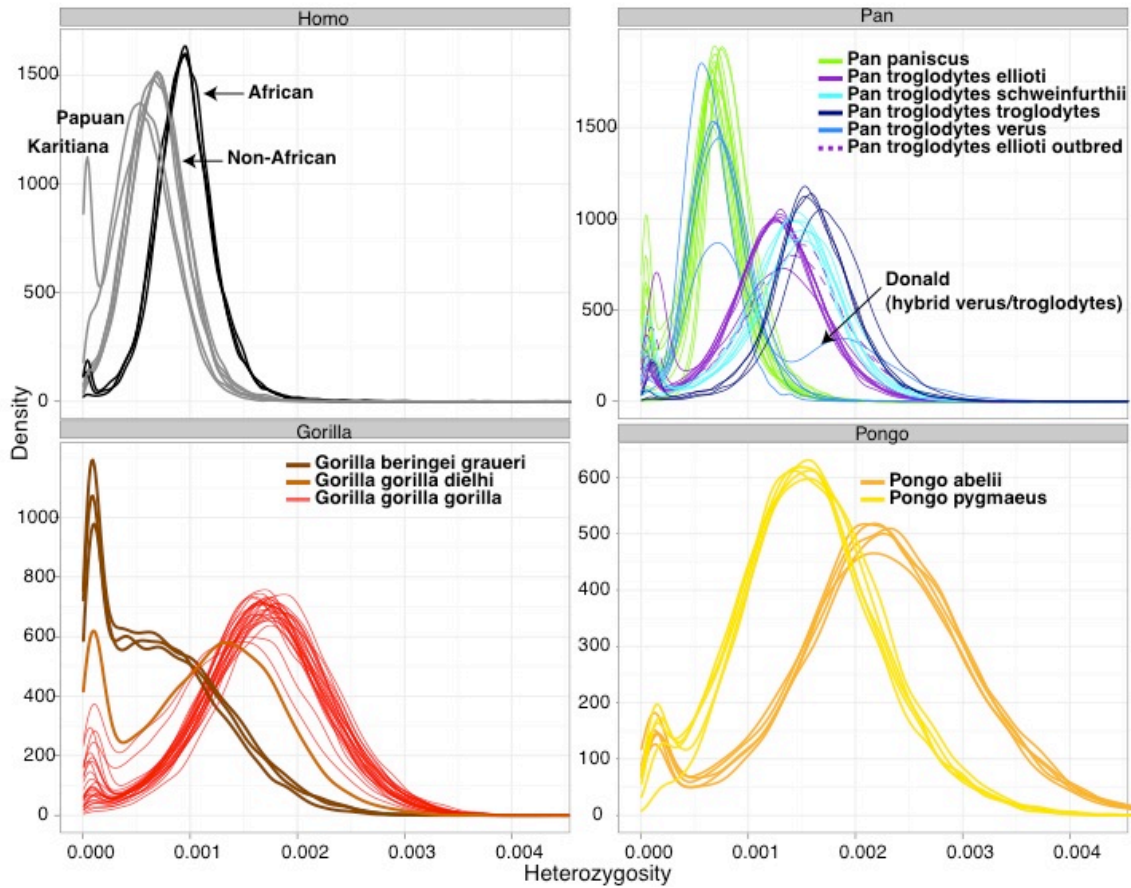 Homo
1500
1000
500
0
African
Papuan
Karitiana
Non-African
Pan
1500
1000
500
0
Pan paniscus
Pan troglodytes ellioti
Pan troglodytes schweinfurthii
Pan troglodytes troglodytes
Pan troglodytes verus
Pan troglodytes ellioti outbred
Donald
(hybrid verus/troglodytes)
Density
Gorilla
1000
800
600
400
200
0
Gorilla beringei graueri
Gorilla gorilla dielhi
Gorilla gorilla gorilla
0.000 0.001 0.002 0.003 0.004
Pongo
600
500
400
300
200
100
0
Pongo abelii
Pongo pygmaeus
0.000 0.001 0.002 0.003 0.004
Heterozygosity